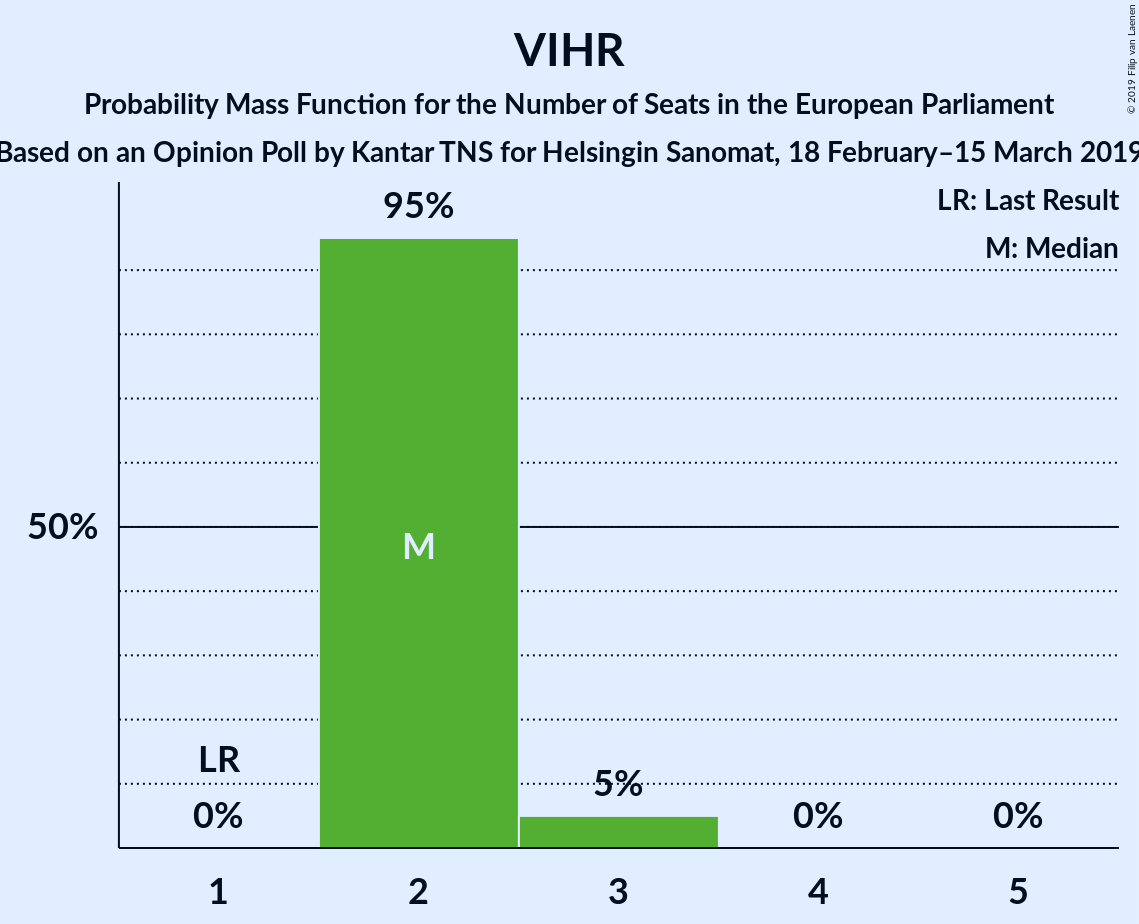 VIHR
Probability Mass Function for the Number of Seats in the European Parliament
Based on an Opinion Poll by Kantar TNS for Helsingin Sanomat, 18 February–15 March 2019
© 2019 Filip van Laenen
LR: Last Result
M: Median
95%
50%
M
LR
0%
5%
0%
0%
1
2
3
4
5